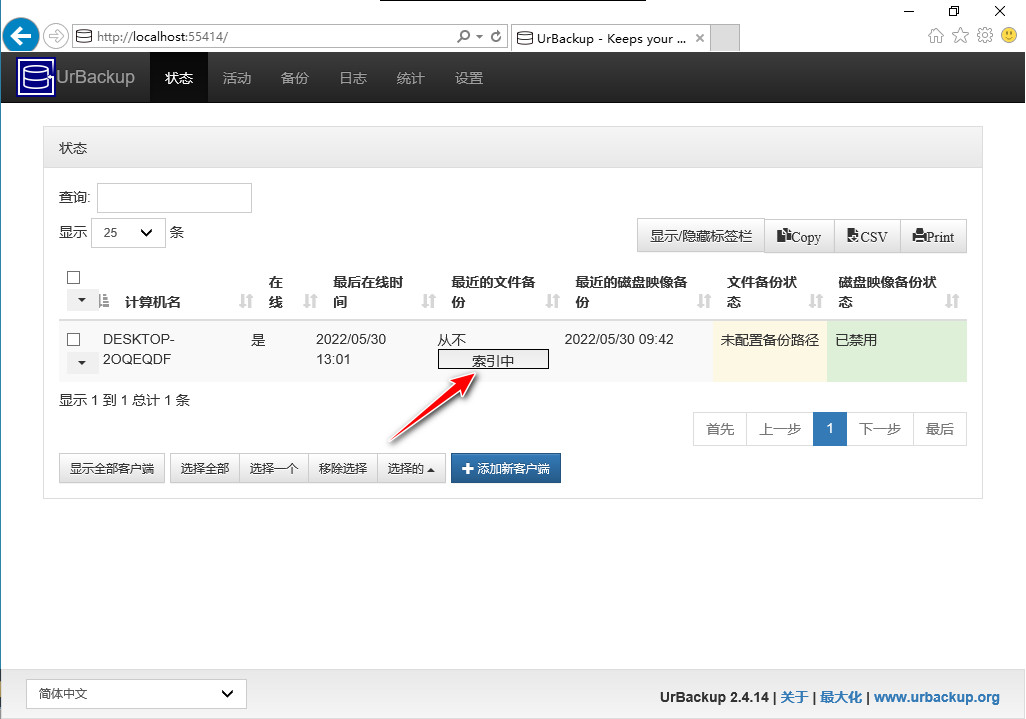 http://localhost:55414/
UrBackup - Keeps your ...
UrBackup 状态 活动 备份 日志 统计 设置
状态
查询:
显示 25 条
显示/隐藏标签栏 Copy CSV Print
计算机名 在线 最后在线时间 最近的文件备份 最近的磁盘映像备份 文件备份状态 磁盘映像备份状态
DESKTOP-2OQEQDF 是 2022/05/30 13:01 从不 2022/05/30 09:42 未配置备份路径 已禁用
索引中
显示 1 到 1 总计 1 条
首先 上一步 1 下一步 最后
显示全部客户端 选择全部 选择一个 移除选择 选择的 添加新客户端
简体中文
UrBackup 2.4.14 | 关于 | 最大化 | www.urbackup.org